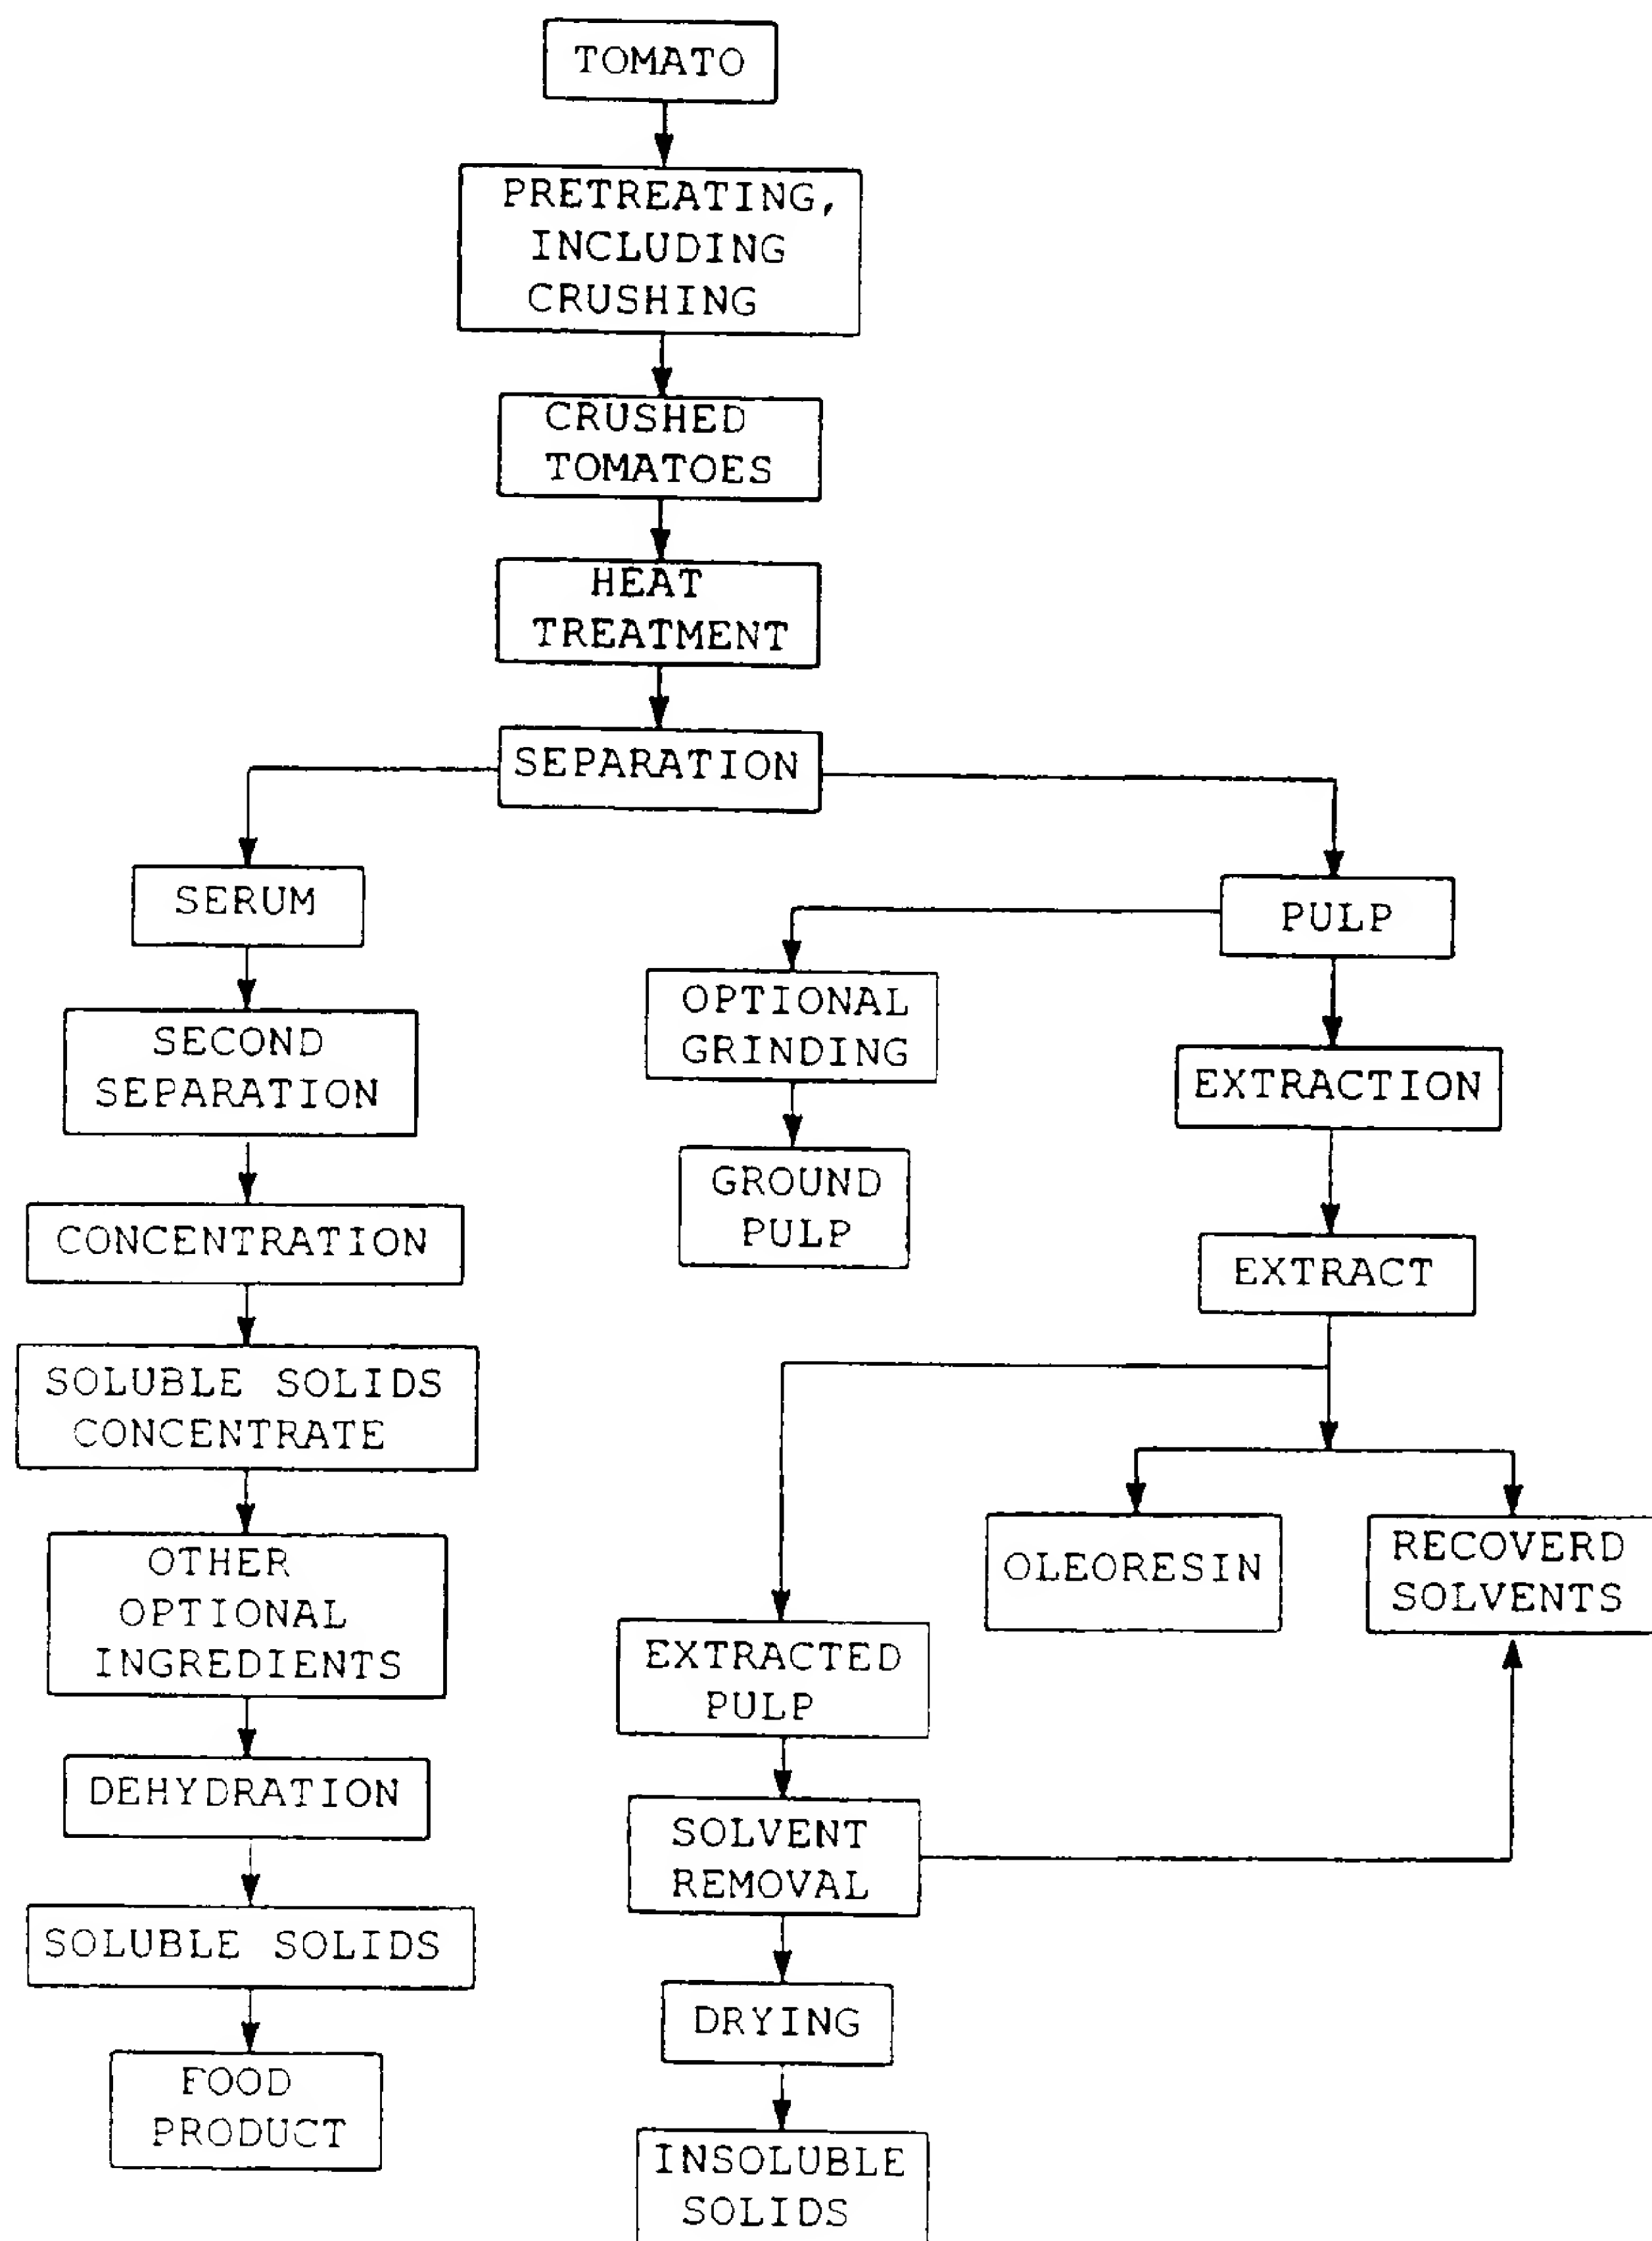 TOMATO
PRETREATING,
INCLUDING
CRUSHING
CRUSHED
TOMATOES
HEAT
TREATMENT
SEPARATION
SERUM
SECOND
SEPARATION
CONCENTRATION
SOLUBLE SOLIDS
CONCENTRATE
OTHER
OPTIONAL
INGREDIENTS
DEHYDRATION
SOLUBLE SOLIDS
FOOD
PRODUCT
PULP
OPTIONAL
GRINDING
GROUND
PULP
EXTRACTION
EXTRACT
OLEORESIN
RECOVERD
SOLVENTS
EXTRACTED
PULP
SOLVENT
REMOVAL
DRYING
INSOLUBLE
SOLIDS